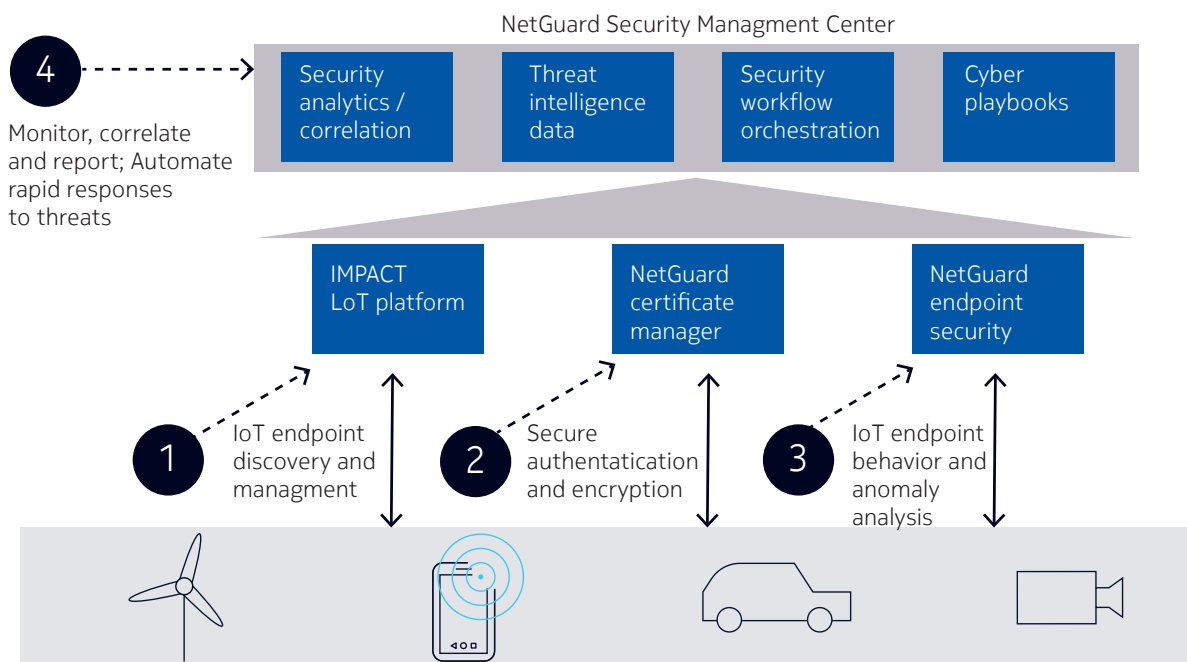 NetGuard Security Managment Center
4
Monitor, correlate
and report; Automate
rapid responses
to threats
Security
analytics /
correlation
Threat
intelligence
data
Security
workflow
orchestration
Cyber
playbooks
IMPACT
LoT platform
NetGuard
certificate
manager
NetGuard
endpoint
security
1
IoT endpoint
discovery and
managment
2
Secure
authentatication
and encryption
3
IoT endpoint
behavior and
anomaly
analysis